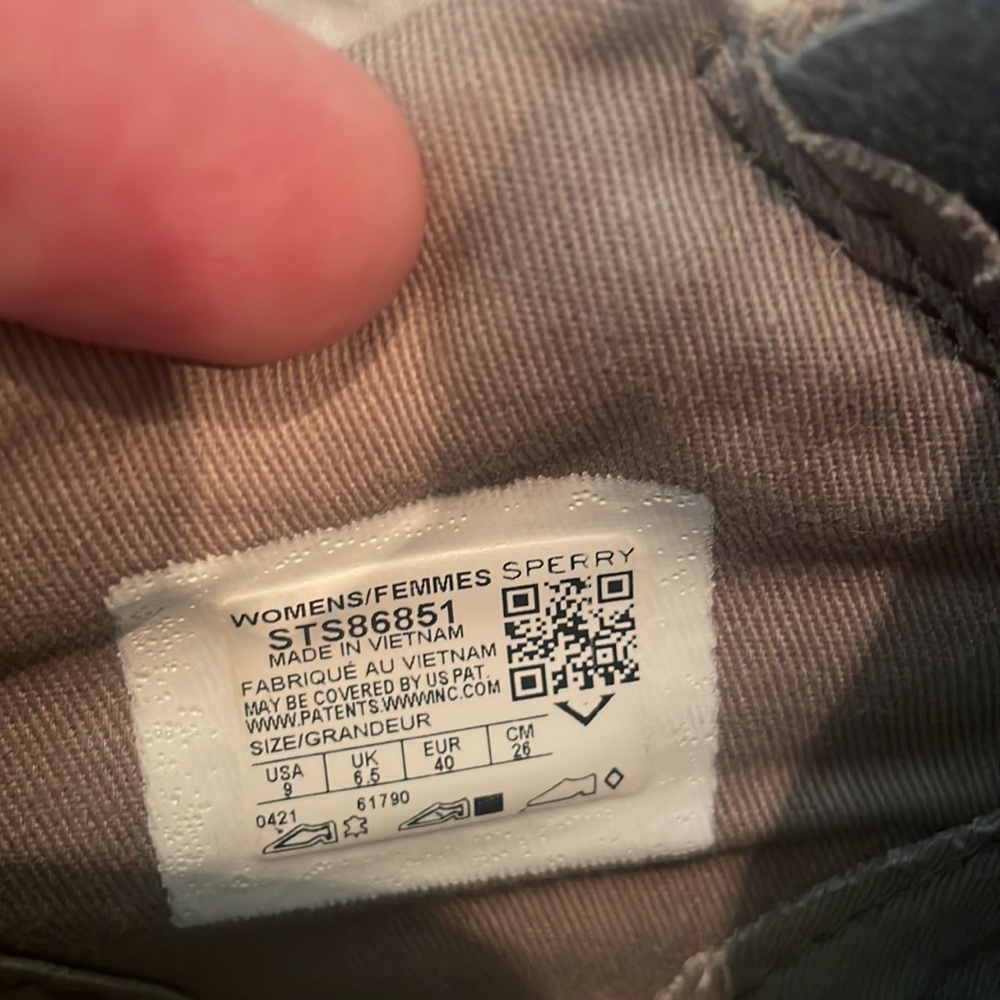 WOMENS/FEMMES SPERRY
STS86851
MADE IN VIETNAM
FABRIQUÉ AU VIETNAM
MAY BE COVERED BY US PAT.
WWW.PATENTS.WWWINC.COM
SIZE/GRANDEUR
USA UK EUR CM
9 6.5 40 26
0421 61790